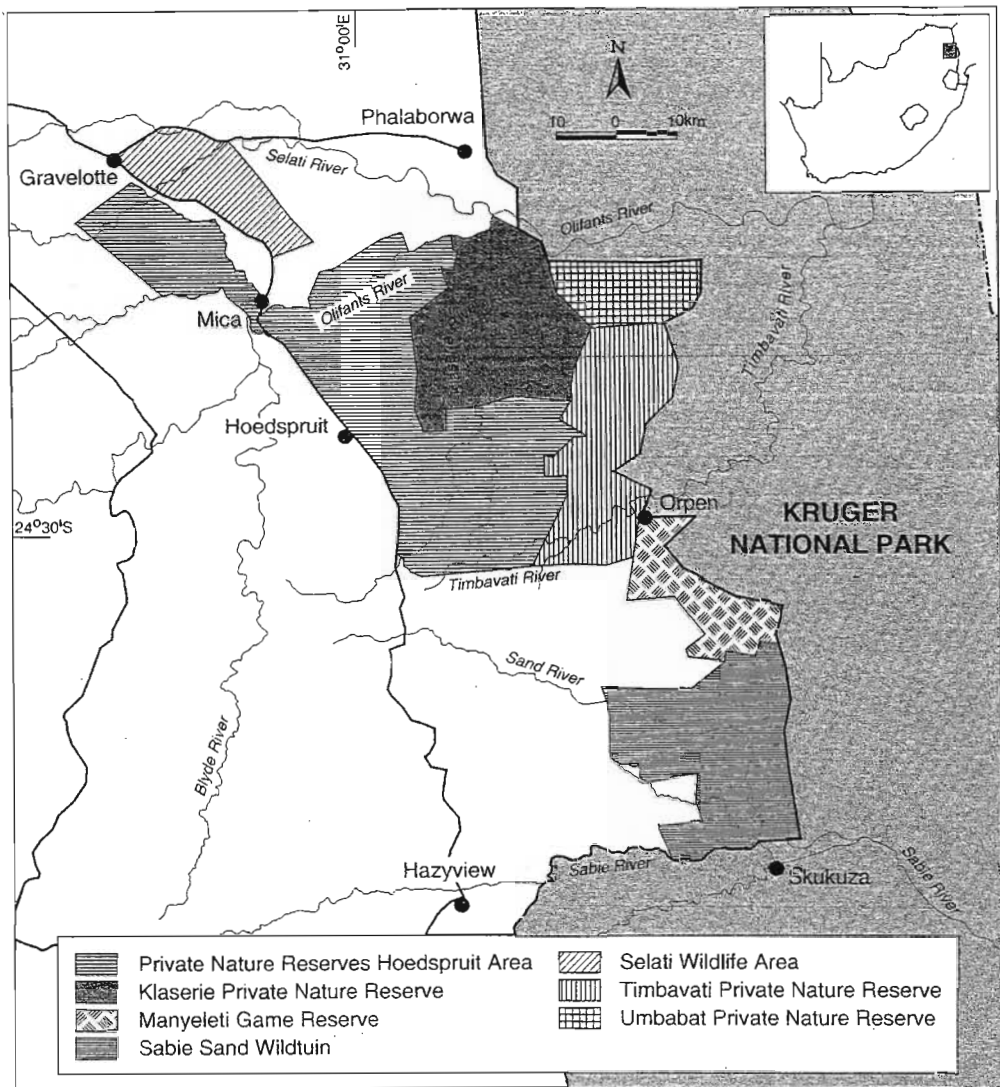 31°00'E
N
10 0 10km
Phalaborwa
Gravelotte
Selati River
Olifants River
Mica
Olifants River
Timbavati River
Hoedspruit
Orpen
24°30'S
KRUGER
NATIONAL PARK
Timbavati River
Sand River
Blyde River
Hazyview
Sabie River
Skukuza
Sabie River
Private Nature Reserves Hoedspruit Area
Klaserie Private Nature Reserve
Manyeleti Game Reserve
Sabie Sand Wildtuin
Selati Wildlife Area
Timbavati Private Nature Reserve
Umbabat Private Nature Reserve